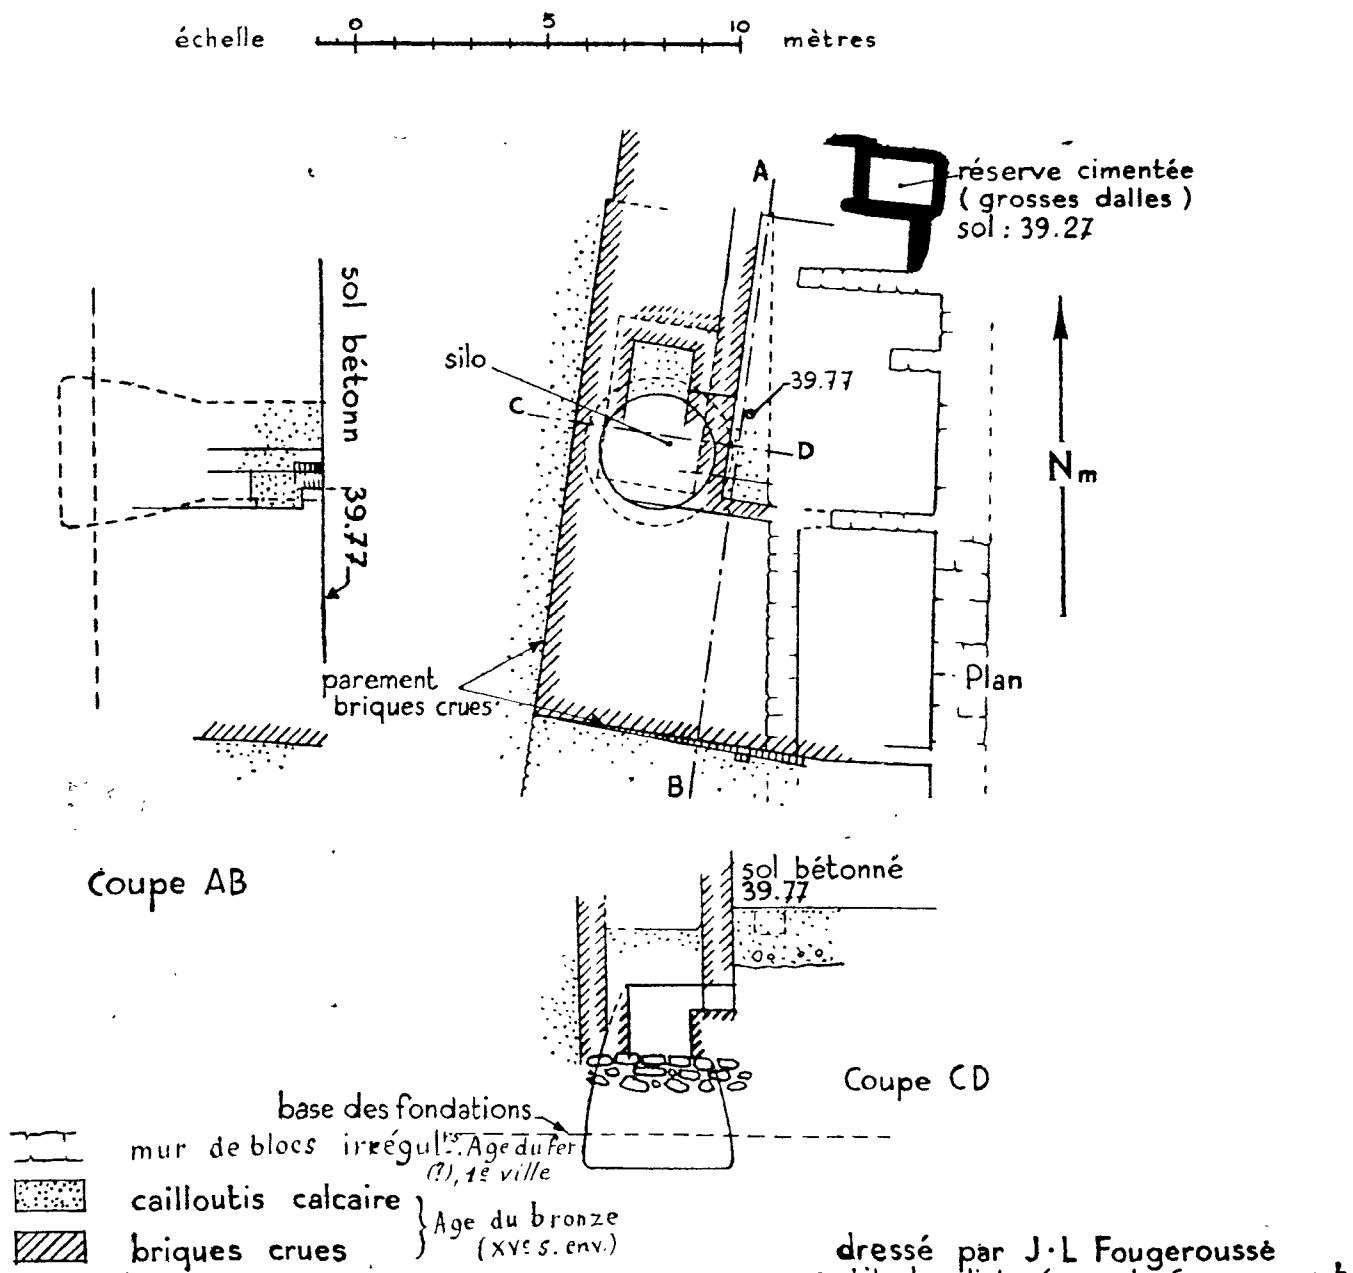 0 5 10
échelle mètres
A
réserve cimentée
( grosses dalles )
sol : 39.27
sol bétonn 39.77
silo
39.77
C
D
Nm
parement
briques crues
Plan
B
Coupe AB
sol bétonné
39.77
Coupe CD
base des fondations
mur de blocs irrégulrs. Age du Fer
(?), 1e ville
cailloutis calcaire
Age du bronze
(XVe s. env.)
briques crues
dressé par J.L Fougeroussè